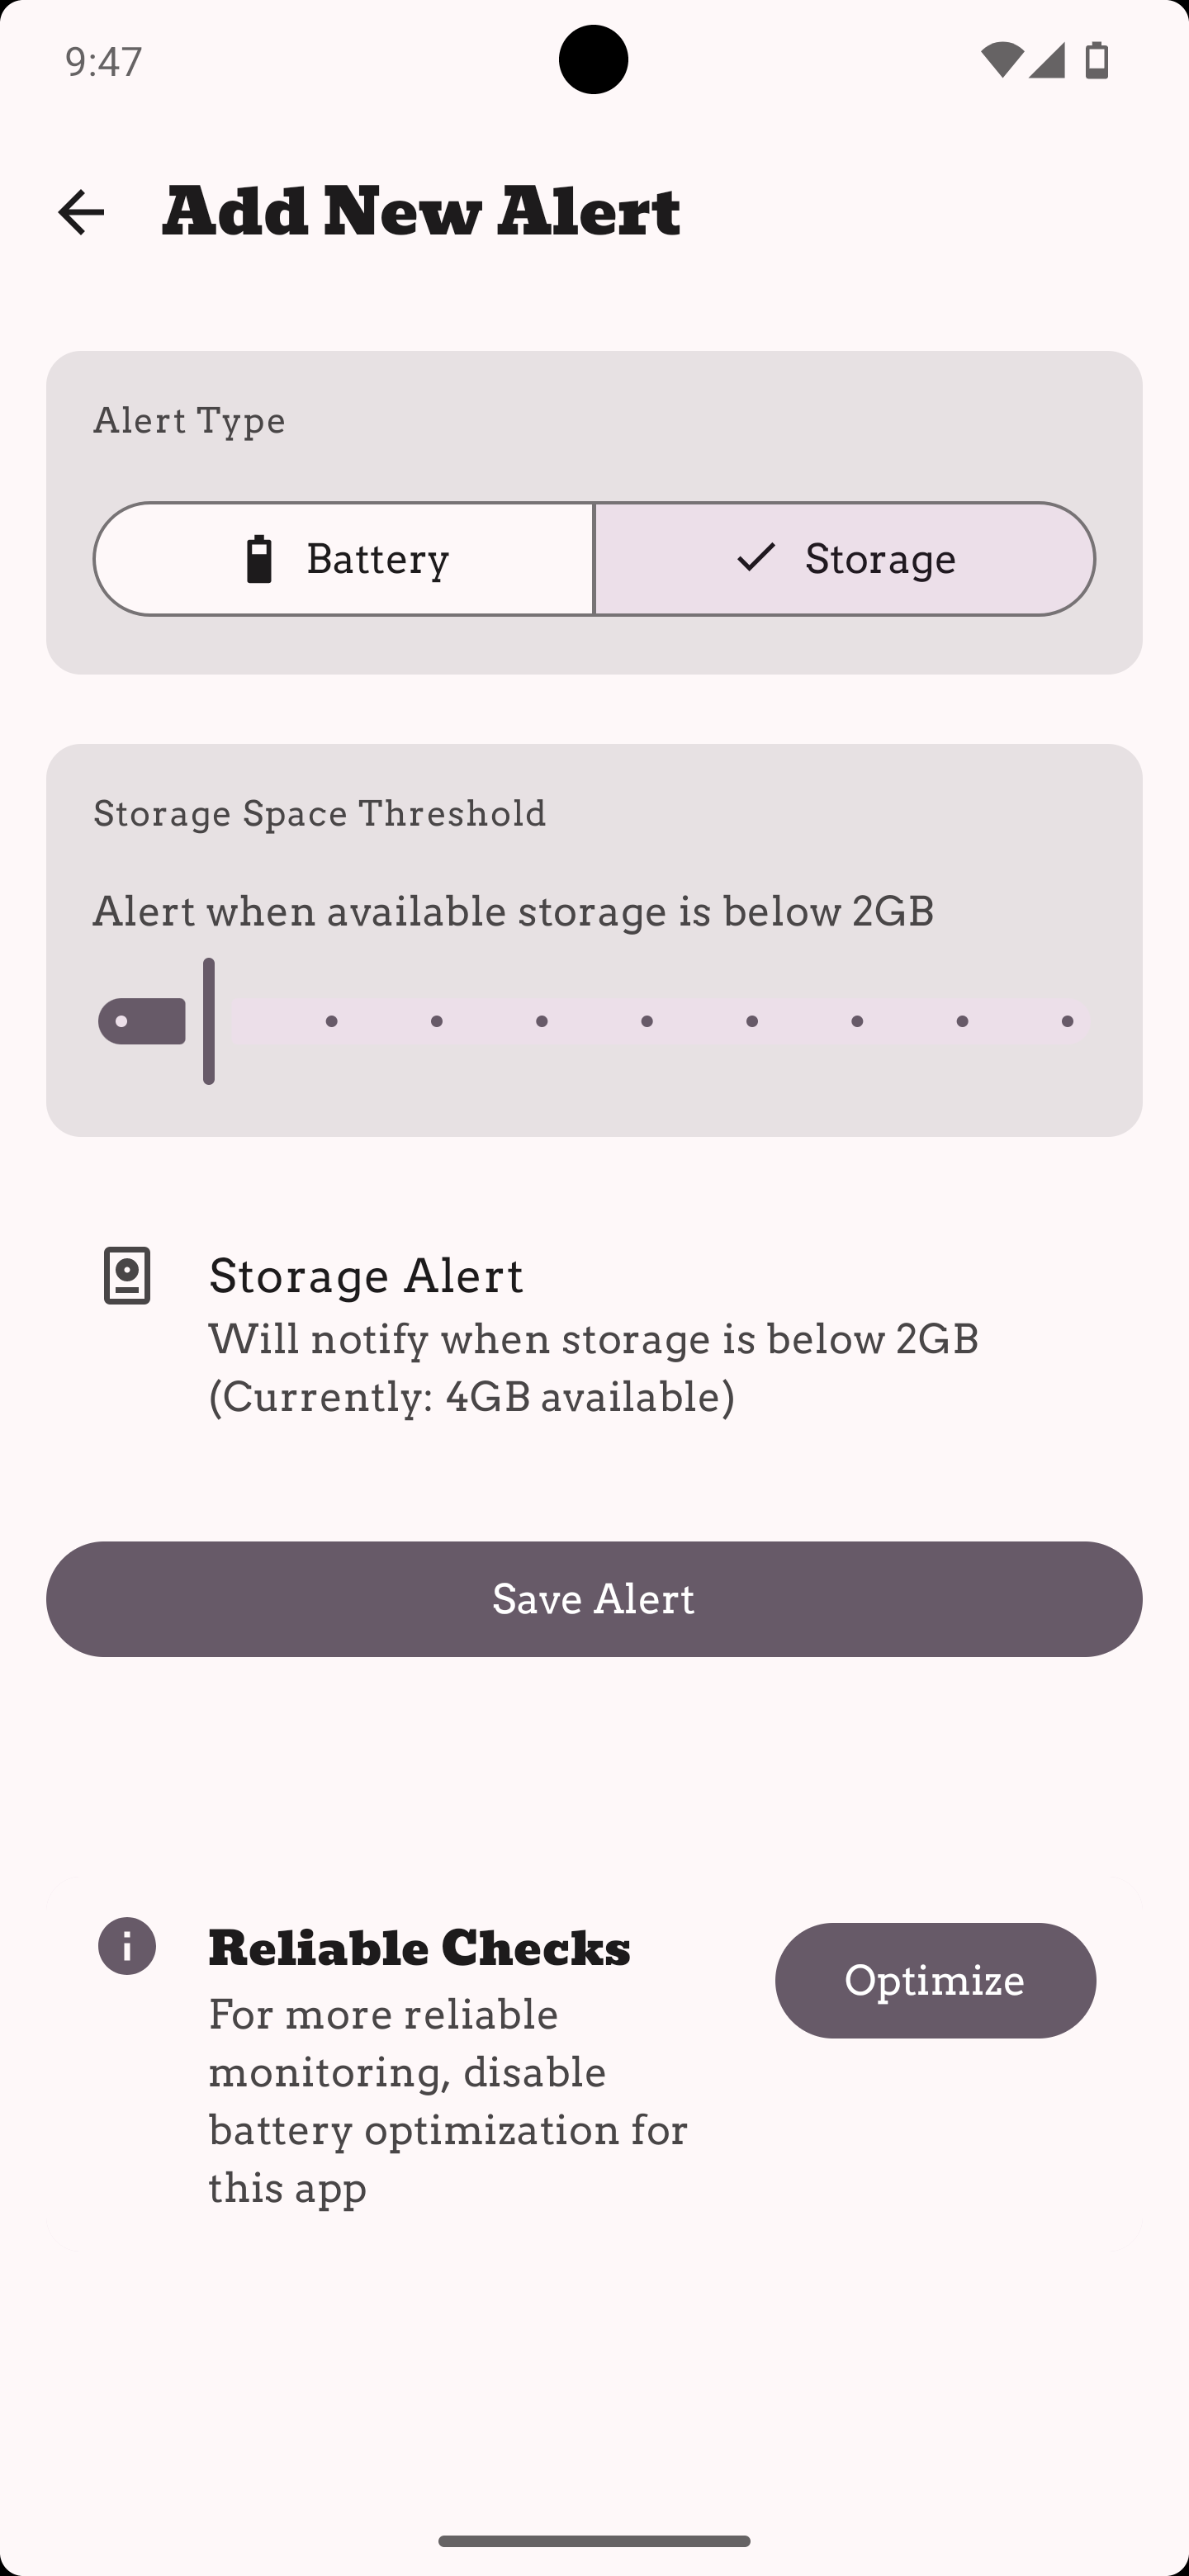 9:47
Add New Alert
Alert Type
Battery
Storage
Storage Space Threshold
Alert when available storage is below 2GB
Storage Alert
Will notify when storage is below 2GB
(Currently: 4GB available)
Save Alert
Reliable Checks
For more reliable
monitoring, disable
battery optimization for
this app
Optimize